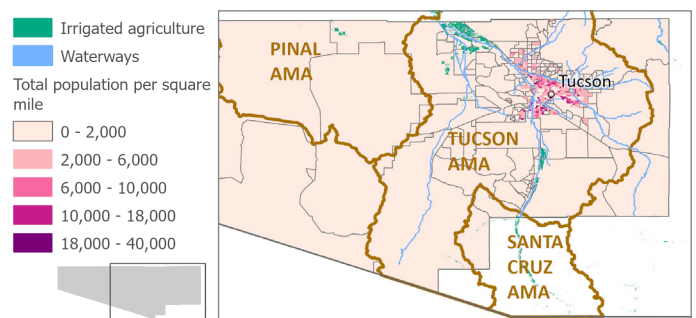 Irrigated agriculture
Waterways
Total population per square
mile
0 - 2,000
2,000 - 6,000
6,000 - 10,000
10,000 - 18,000
18,000 - 40,000
PINAL
AMA
Tucson
TUCSON
AMA
SANTA
CRUZ
AMA